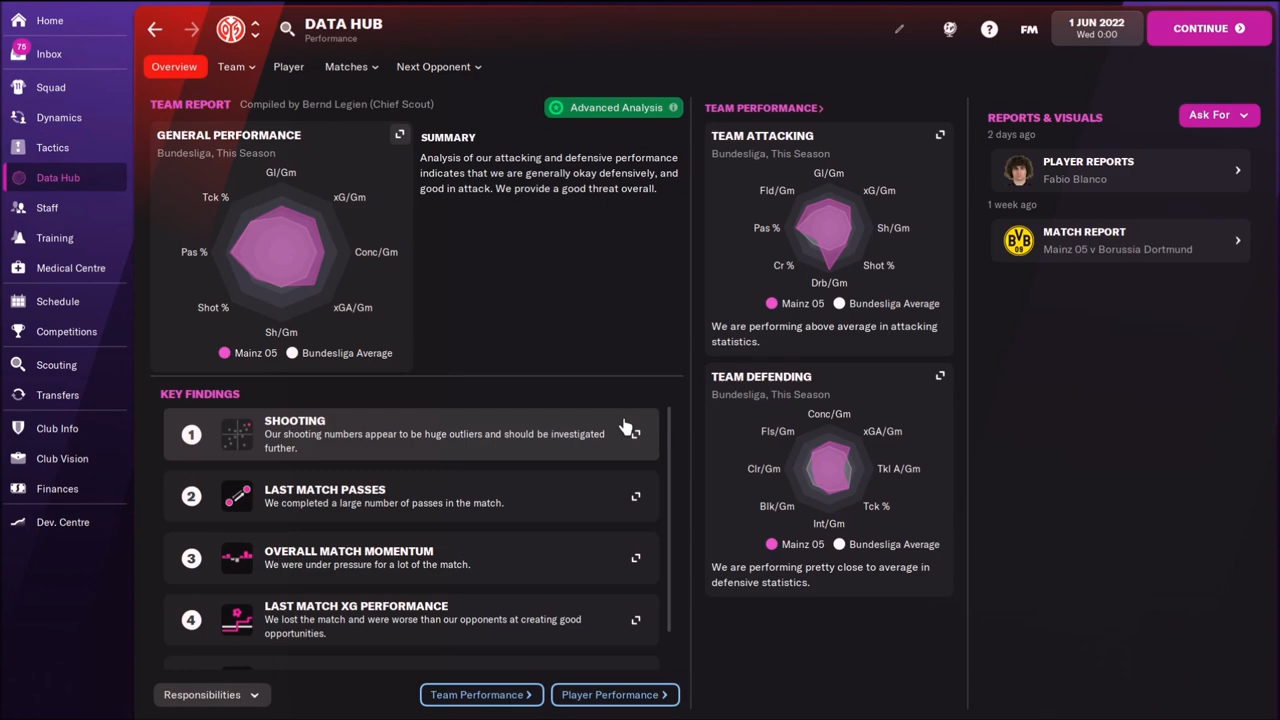 Home
75
Inbox
Squad
Dynamics
Tactics
Data Hub
Staff
Training
Medical Centre
Schedule
Competitions
Scouting
Transfers
Club Info
Club Vision
Finances
Dev. Centre
DATA HUB
Performance
?
FM
1 JUN 2022
Wed 0:00
CONTINUE
Overview
Team
Player
Matches
Next Opponent
TEAM REPORT Compiled by Bernd Legien (Chief Scout)
Advanced Analysis
GENERAL PERFORMANCE
Bundesliga, This Season
Gl/Gm
xG/Gm
Conc/Gm
xGA/Gm
Sh/Gm
Shot %
Pas %
Tck %
Mainz 05
Bundesliga Average
SUMMARY
Analysis of our attacking and defensive performance
indicates that we are generally okay defensively, and
good in attack. We provide a good threat overall.
KEY FINDINGS
1
SHOOTING
Our shooting numbers appear to be huge outliers and should be investigated
further.
2
LAST MATCH PASSES
We completed a large number of passes in the match.
3
OVERALL MATCH MOMENTUM
We were under pressure for a lot of the match.
4
LAST MATCH XG PERFORMANCE
We lost the match and were worse than our opponents at creating good
opportunities.
Responsibilities
Team Performance >
Player Performance >
TEAM PERFORMANCE >
TEAM ATTACKING
Bundesliga, This Season
Gl/Gm
xG/Gm
Sh/Gm
Shot %
Drb/Gm
Cr %
Pas %
Fld/Gm
Mainz 05
Bundesliga Average
We are performing above average in attacking
statistics.
TEAM DEFENDING
Bundesliga, This Season
Conc/Gm
xGA/Gm
Tkl A/Gm
Tck %
Int/Gm
Blk/Gm
Clr/Gm
Fls/Gm
Mainz 05
Bundesliga Average
We are performing pretty close to average in
defensive statistics.
REPORTS & VISUALS
Ask For
2 days ago
PLAYER REPORTS
Fabio Blanco
1 week ago
BVB
09
MATCH REPORT
Mainz 05 v Borussia Dortmund